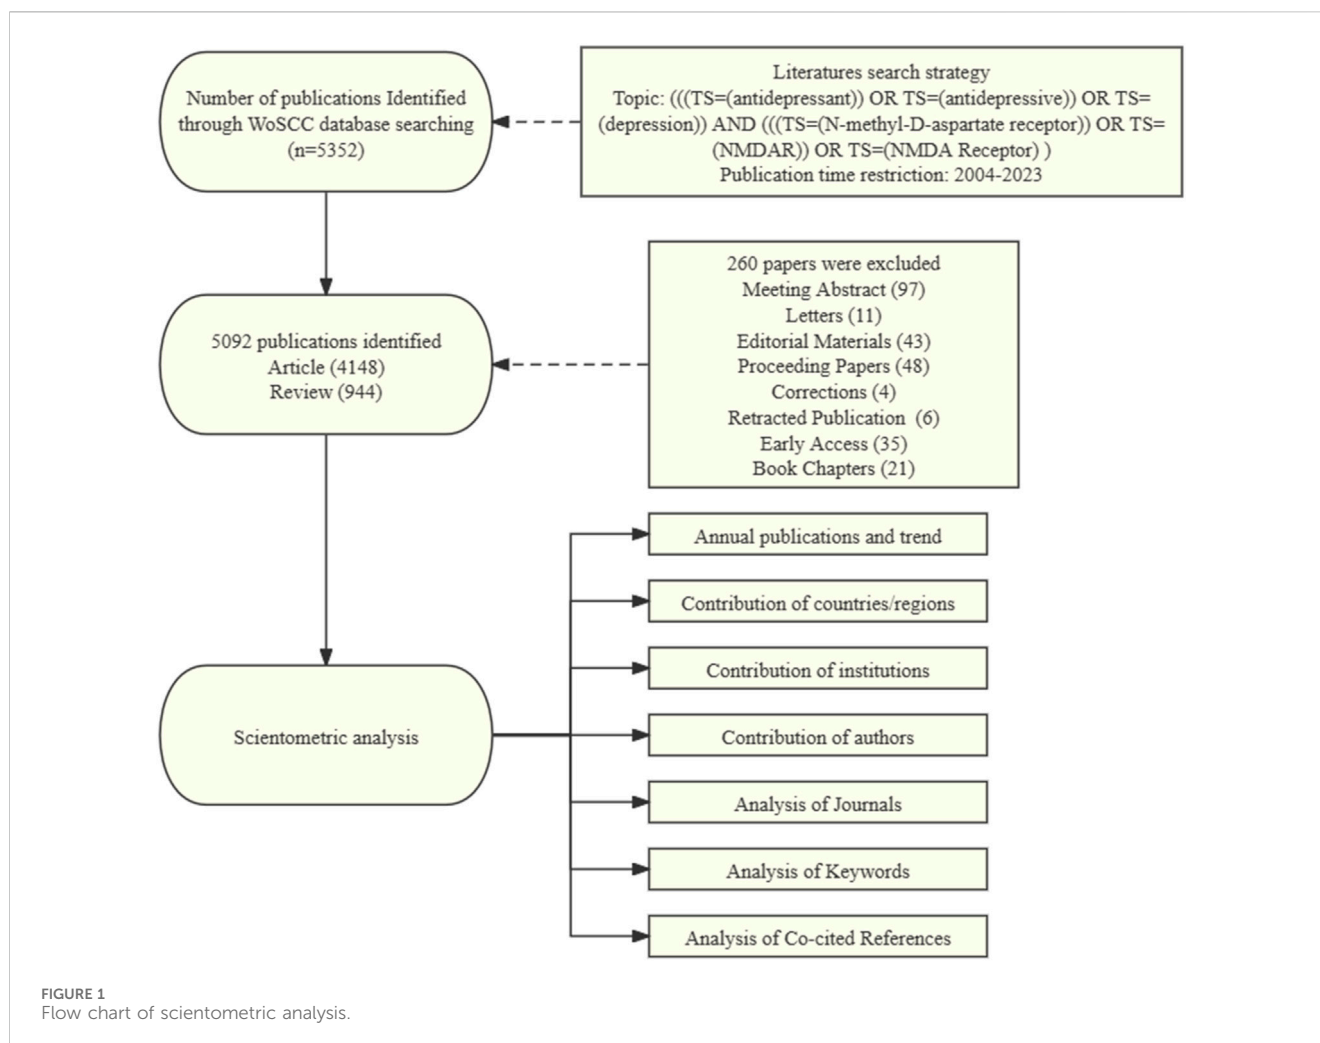 Number of publications Identified
through WoSCC database searching
(n=5352)
Literatures search strategy
Topic: (((TS=(antidepressant)) OR TS=(antidepressive)) OR TS=
(depression)) AND (((TS=(N-methyl-D-aspartate receptor)) OR TS=
(NMDAR)) OR TS=(NMDA Receptor) )
Publication time restriction: 2004-2023
260 papers were excluded
Meeting Abstract (97)
Letters (11)
Editorial Materials (43)
Proceeding Papers (48)
Corrections (4)
Retracted Publication (6)
Early Access (35)
Book Chapters (21)
5092 publications identified
Article (4148)
Review (944)
Scientometric analysis
Annual publications and trend
Contribution of countries/regions
Contribution of institutions
Contribution of authors
Analysis of Journals
Analysis of Keywords
Analysis of Co-cited References
FIGURE 1
Flow chart of scientometric analysis.